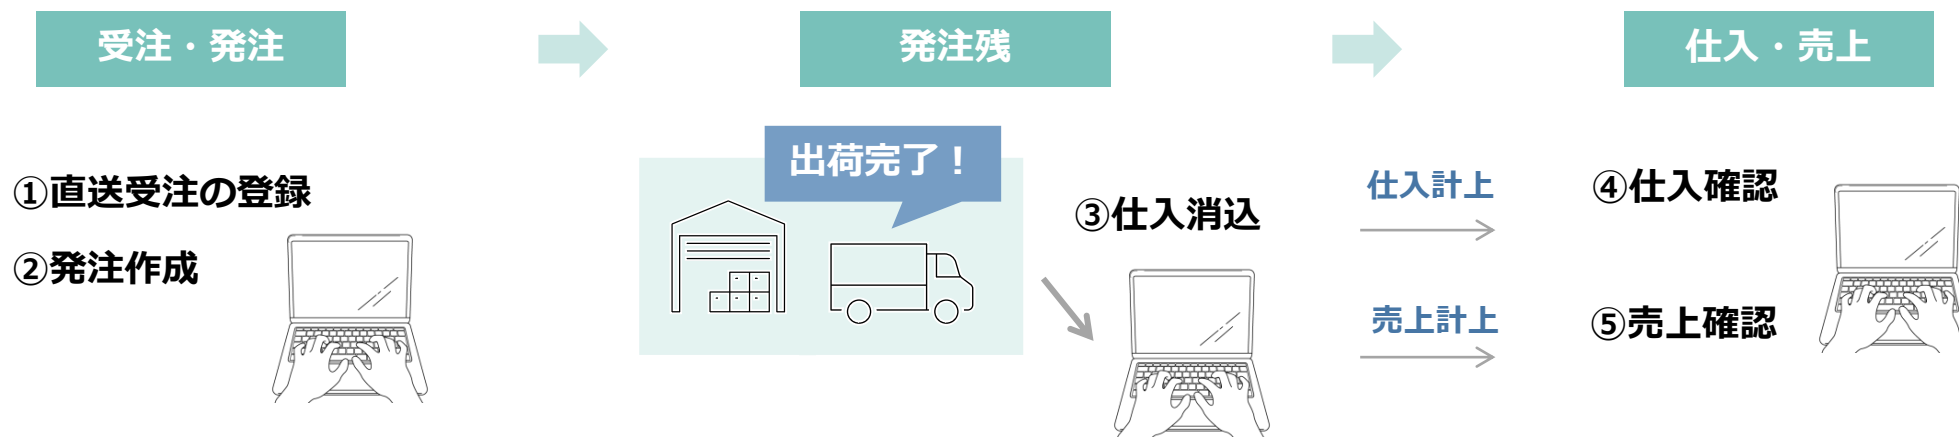 受注・発注
発注残
仕入・売上
①直送受注の登録
②発注作成
出荷完了！
③仕入消込
仕入計上
売上計上
④仕入確認
⑤売上確認